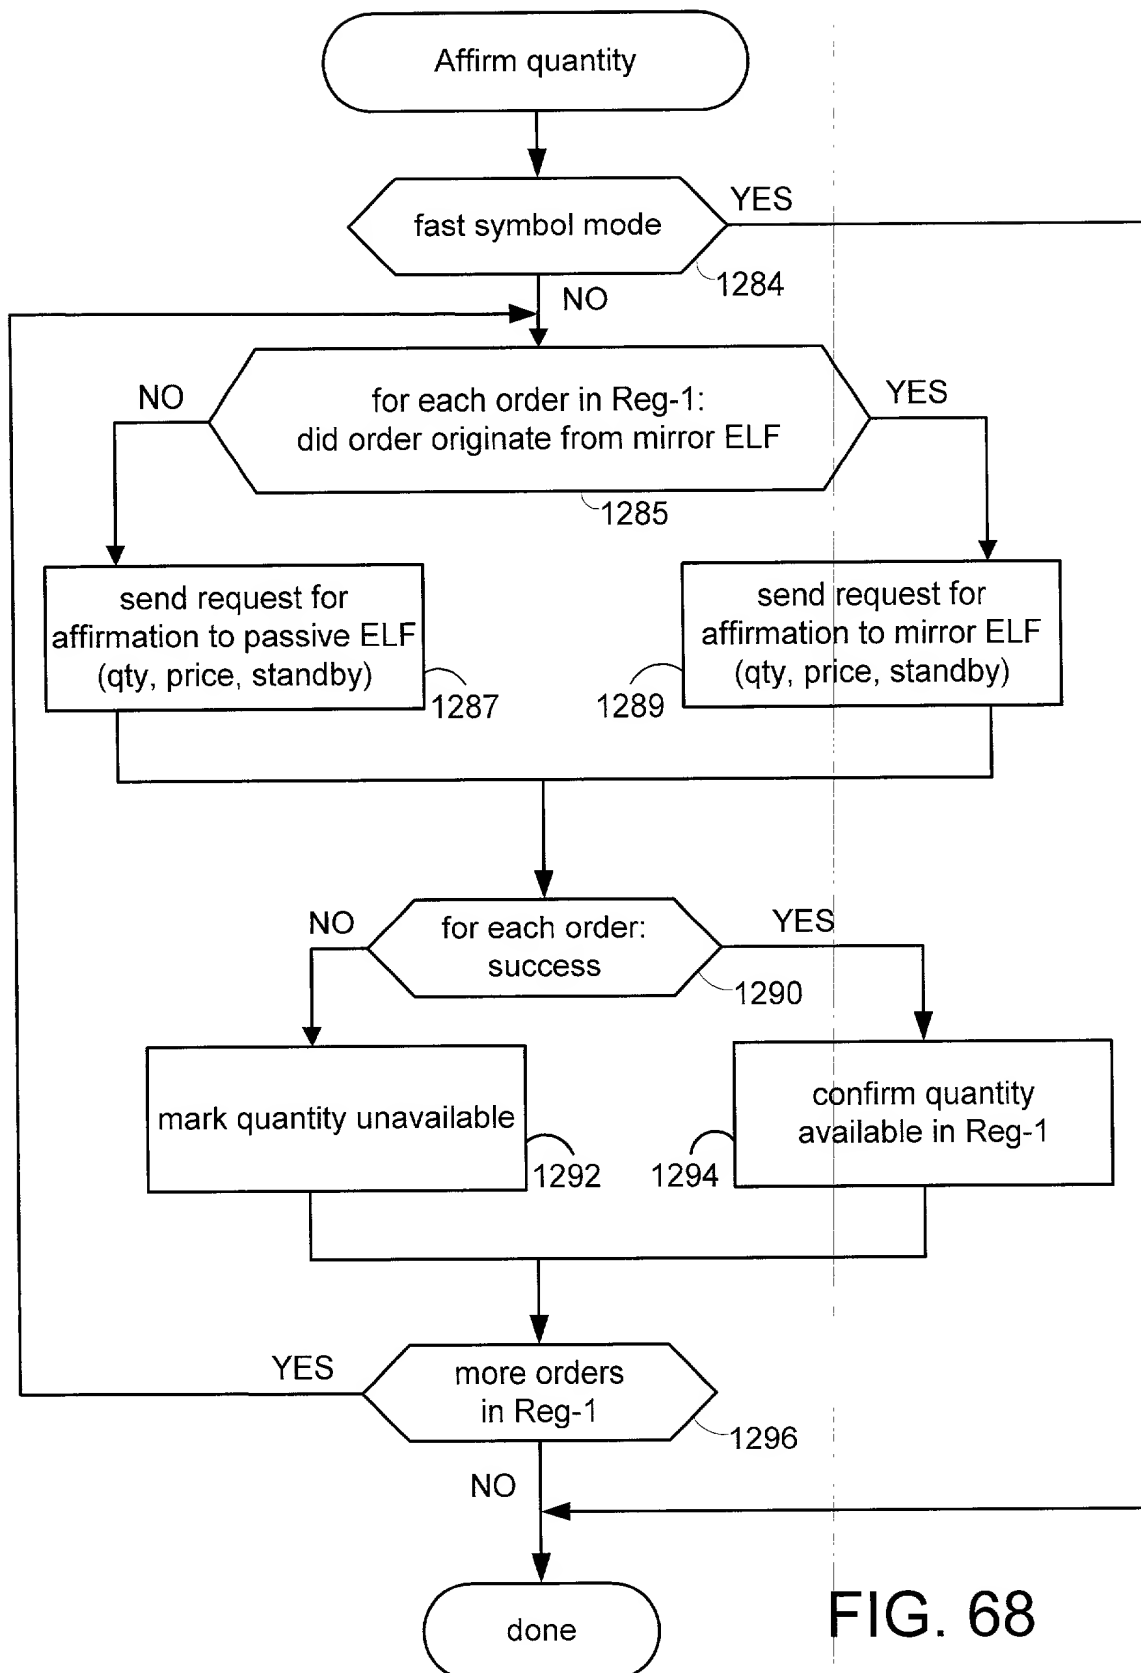 Affirm quantity
fast symbol mode
YES
1284
NO
NO
for each order in Reg-1:
did order originate from mirror ELF
YES
1285
send request for
affirmation to passive ELF
(qty, price, standby)
1287
send request for
affirmation to mirror ELF
(qty, price, standby)
1289
NO
for each order:
success
YES
1290
mark quantity unavailable
1292
confirm quantity
available in Reg-1
1294
YES
more orders
in Reg-1
1296
NO
done
FIG. 68